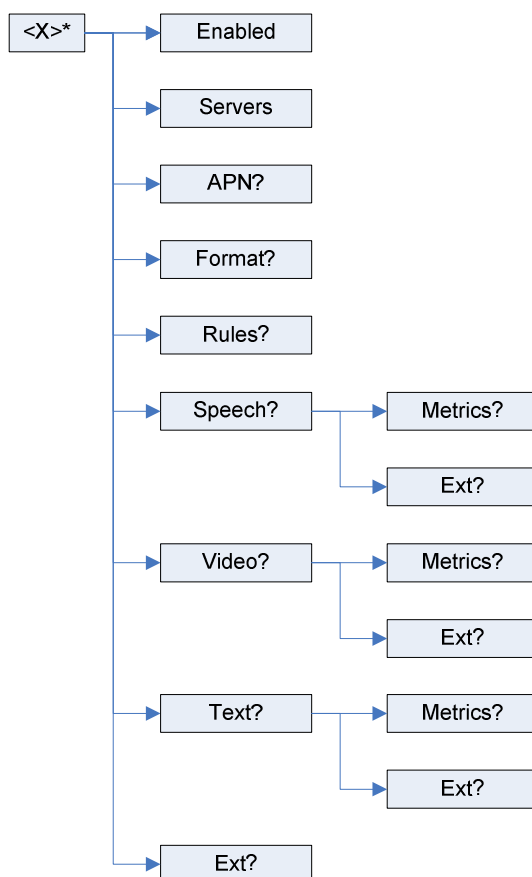 <X>*
Enabled
Servers
APN?
Format?
Rules?
Speech?
Metrics?
Ext?
Video?
Metrics?
Ext?
Text?
Metrics?
Ext?
Ext?